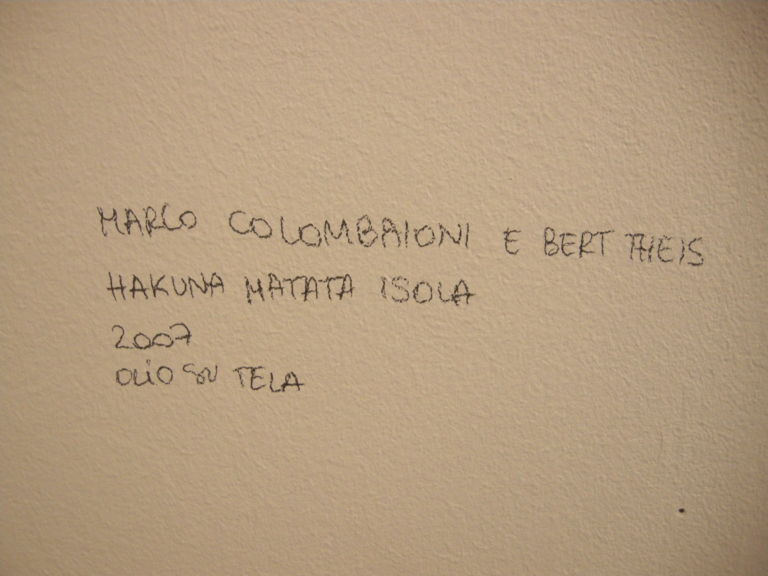 MARCO COLOMBAIONI E BERT THEIS
HAKUNA MATATA ISOLA
2007
OLIO SU TELA